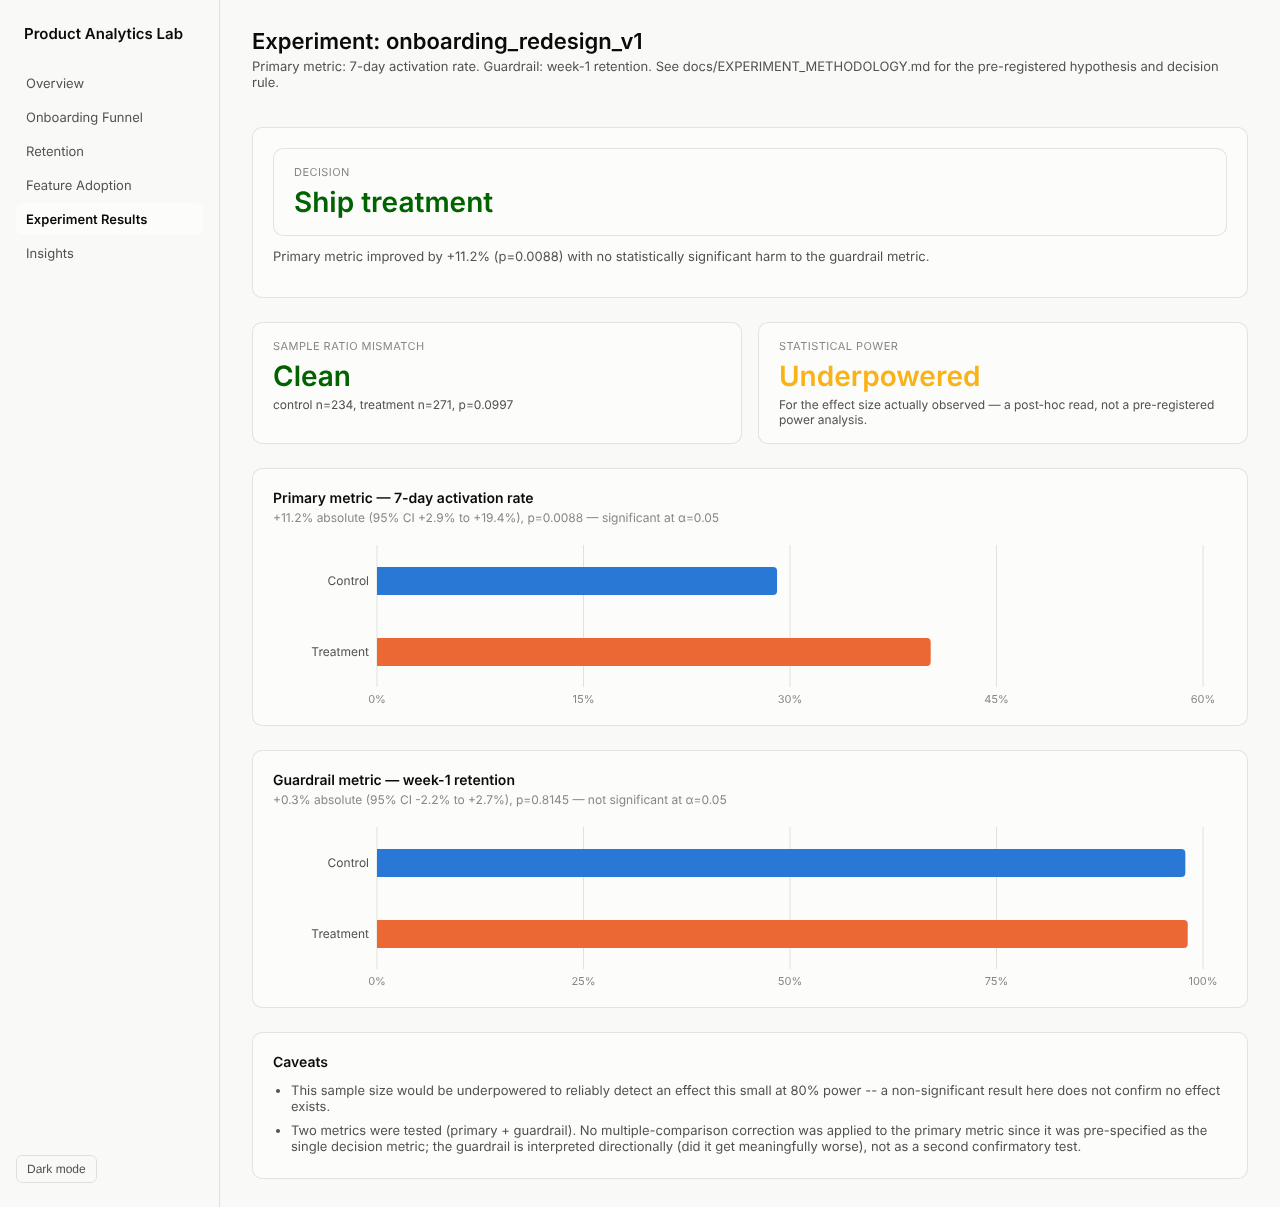 Product Analytics Lab
Overview
Onboarding Funnel
Retention
Feature Adoption
Experiment Results
Insights
Dark mode
Experiment: onboarding_redesign_v1
Primary metric: 7-day activation rate. Guardrail: week-1 retention. See docs/EXPERIMENT_METHODOLOGY.md for the pre-registered hypothesis and decision
rule.
DECISION
Ship treatment
Primary metric improved by +11.2% (p=0.0088) with no statistically significant harm to the guardrail metric.
SAMPLE RATIO MISMATCH
Clean
control n=234, treatment n=271, p=0.0997
STATISTICAL POWER
Underpowered
For the effect size actually observed — a post-hoc read, not a pre-registered
power analysis.
Primary metric — 7-day activation rate
+11.2% absolute (95% CI +2.9% to +19.4%), p=0.0088 — significant at α=0.05
Control
Treatment
0% 15% 30% 45% 60%
Guardrail metric — week-1 retention
+0.3% absolute (95% CI -2.2% to +2.7%), p=0.8145 — not significant at α=0.05
Control
Treatment
0% 25% 50% 75% 100%
Caveats
• This sample size would be underpowered to reliably detect an effect this small at 80% power -- a non-significant result here does not confirm no effect
exists.
• Two metrics were tested (primary + guardrail). No multiple-comparison correction was applied to the primary metric since it was pre-specified as the
single decision metric; the guardrail is interpreted directionally (did it get meaningfully worse), not as a second confirmatory test.